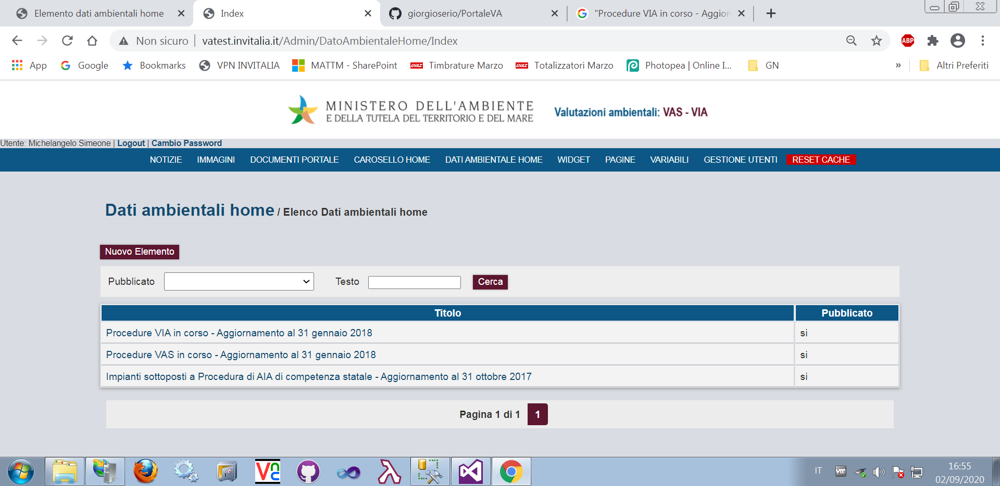 Elemento dati ambientali home
Index
giorgioserio/PortaleVA
"Procedure VIA in corso - Aggior
Non sicuro | vatest.invitalia.it/Admin/DatoAmbientaleHome/Index
ABP
App
Google
Bookmarks
VPN INVITALIA
MATTM - SharePoint
Timbrature Marzo
Totalizzatori Marzo
Photopea | Online I...
GN
»
Altri Preferiti
MINISTERO DELL'AMBIENTE
E DELLA TUTELA DEL TERRITORIO E DEL MARE
Valutazioni ambientali: VAS - VIA
Utente: Michelangelo Simeone | Logout | Cambio Password
NOTIZIE IMMAGINI DOCUMENTI PORTALE CAROSELLO HOME DATI AMBIENTALE HOME WIDGET PAGINE VARIABILI GESTIONE UTENTI RESET CACHE
Dati ambientali home / Elenco Dati ambientali home
Nuovo Elemento
Pubblicato Testo Cerca
Titolo Pubblicato
Procedure VIA in corso - Aggiornamento al 31 gennaio 2018 si
Procedure VAS in corso - Aggiornamento al 31 gennaio 2018 si
Impianti sottoposti a Procedura di AIA di competenza statale - Aggiornamento al 31 ottobre 2017 si
Pagina 1 di 1 1
IT
16:55
02/09/2020